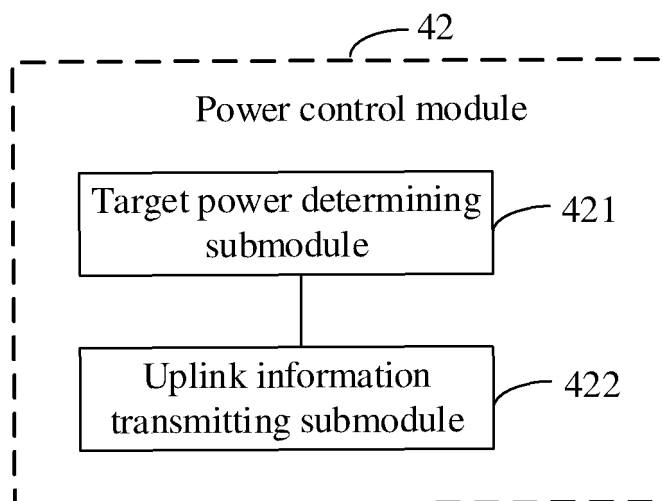 42
Power control module
Target power determining
submodule
421
Uplink information
transmitting submodule
422